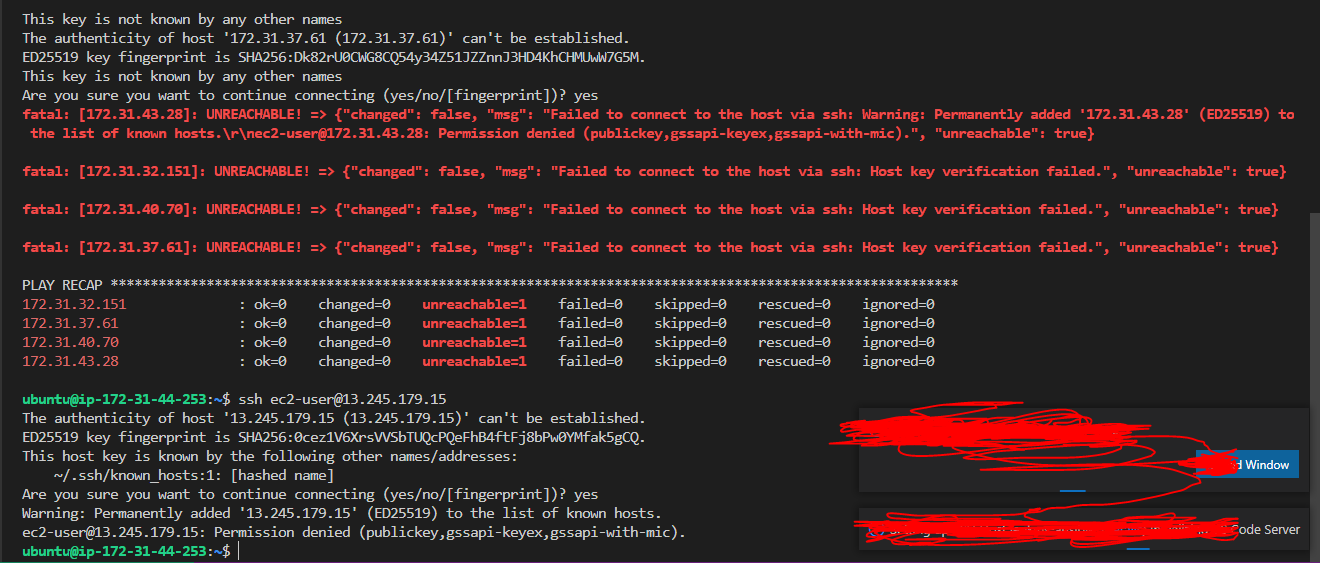 This key is not known by any other names
The authenticity of host '172.31.37.61 (172.31.37.61)' can't be established.
ED25519 key fingerprint is SHA256:Dk82rU0CWG8CQ54y34Z51JZZnnJ3HD4KhCHMUwW7G5M.
This key is not known by any other names
Are you sure you want to continue connecting (yes/no/[fingerprint])? yes
fatal: [172.31.43.28]: UNREACHABLE! => {"changed": false, "msg": "Failed to connect to the host via ssh: Warning: Permanently added '172.31.43.28' (ED25519) to
the list of known hosts.\r\nec2-user@172.31.43.28: Permission denied (publickey,gssapi-keyex,gssapi-with-mic).", "unreachable": true}
fatal: [172.31.32.151]: UNREACHABLE! => {"changed": false, "msg": "Failed to connect to the host via ssh: Host key verification failed.", "unreachable": true}
fatal: [172.31.40.70]: UNREACHABLE! => {"changed": false, "msg": "Failed to connect to the host via ssh: Host key verification failed.", "unreachable": true}
fatal: [172.31.37.61]: UNREACHABLE! => {"changed": false, "msg": "Failed to connect to the host via ssh: Host key verification failed.", "unreachable": true}
PLAY RECAP **********************************************************************************************************
172.31.32.151 : ok=0 changed=0 unreachable=1 failed=0 skipped=0 rescued=0 ignored=0
172.31.37.61 : ok=0 changed=0 unreachable=1 failed=0 skipped=0 rescued=0 ignored=0
172.31.40.70 : ok=0 changed=0 unreachable=1 failed=0 skipped=0 rescued=0 ignored=0
172.31.43.28 : ok=0 changed=0 unreachable=1 failed=0 skipped=0 rescued=0 ignored=0
ubuntu@ip-172-31-44-253:~$ ssh ec2-user@13.245.179.15
The authenticity of host '13.245.179.15 (13.245.179.15)' can't be established.
ED25519 key fingerprint is SHA256:0cez1V6XrsVVSbTUQcPQeFhB4ftFj8bPw0YMfak5gCQ.
This host key is known by the following other names/addresses:
~/.ssh/known_hosts:1: [hashed name]
Are you sure you want to continue connecting (yes/no/[fingerprint])? yes
Warning: Permanently added '13.245.179.15' (ED25519) to the list of known hosts.
ec2-user@13.245.179.15: Permission denied (publickey,gssapi-keyex,gssapi-with-mic).
ubuntu@ip-172-31-44-253:~$
Window
Server